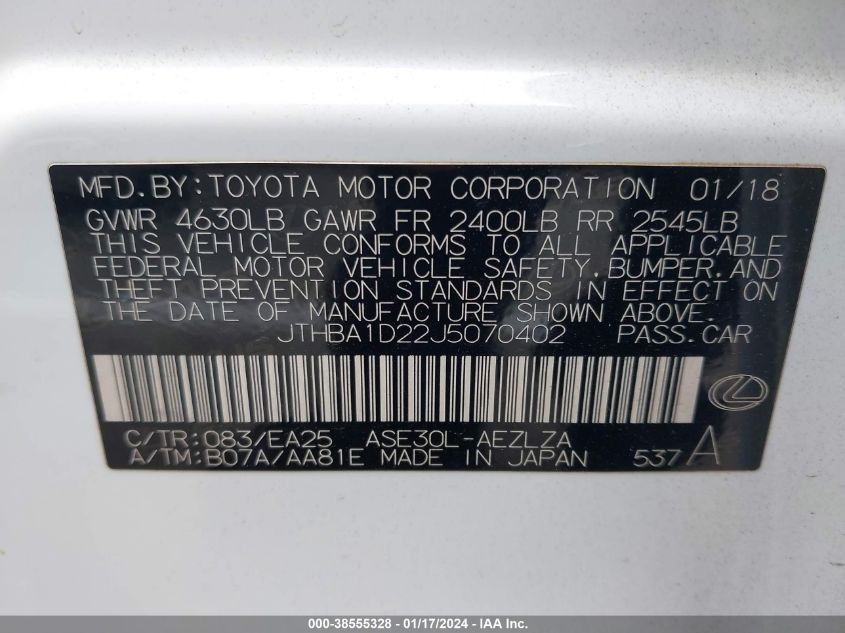 MFD.BY:TOYOTA MOTOR CORPORATION 01/18
GVWR 4630LB GAWR FR 2400LB RR 2545LB
THIS VEHICLE CONFORMS TO ALL APPLICABLE
FEDERAL MOTOR VEHICLE SAFETY,BUMPER,AND
THEFT PREVENTION STANDARDS IN EFFECT ON
THE DATE OF MANUFACTURE SHOWN ABOVE.
JTHBA1D22J5070402 PASS.CAR
C/TR:083/EA25 ASE30L-AEZLZA
A/TM:B07A/AA81E MADE IN JAPAN 537 A
000-38555328 - 01/17/2024 - IAA Inc.